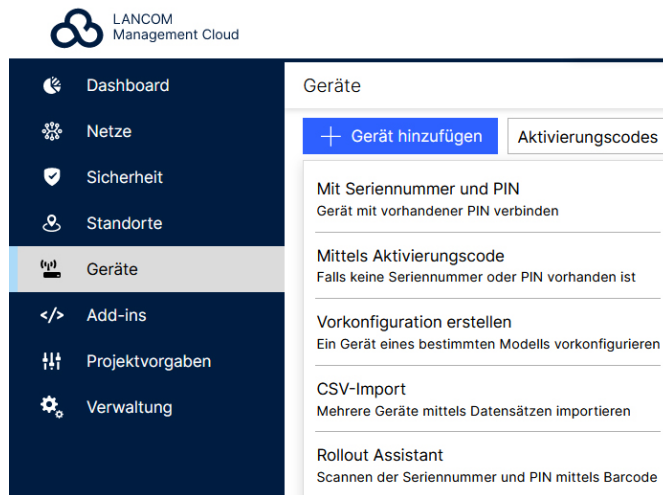 LANCOM
Management Cloud
Dashboard
Netze
Sicherheit
Standorte
Geräte
Add-ins
Projektvorgaben
Verwaltung
Geräte
Gerät hinzufügen
Aktivierungscodes
Mit Seriennummer und PIN
Gerät mit vorhandener PIN verbinden
Mittels Aktivierungscode
Falls keine Seriennummer oder PIN vorhanden ist
Vorkonfiguration erstellen
Ein Gerät eines bestimmten Modells vorkonfigurieren
CSV-Import
Mehrere Geräte mittels Datensätzen importieren
Rollout Assistant
Scannen der Seriennummer und PIN mittels Barcode